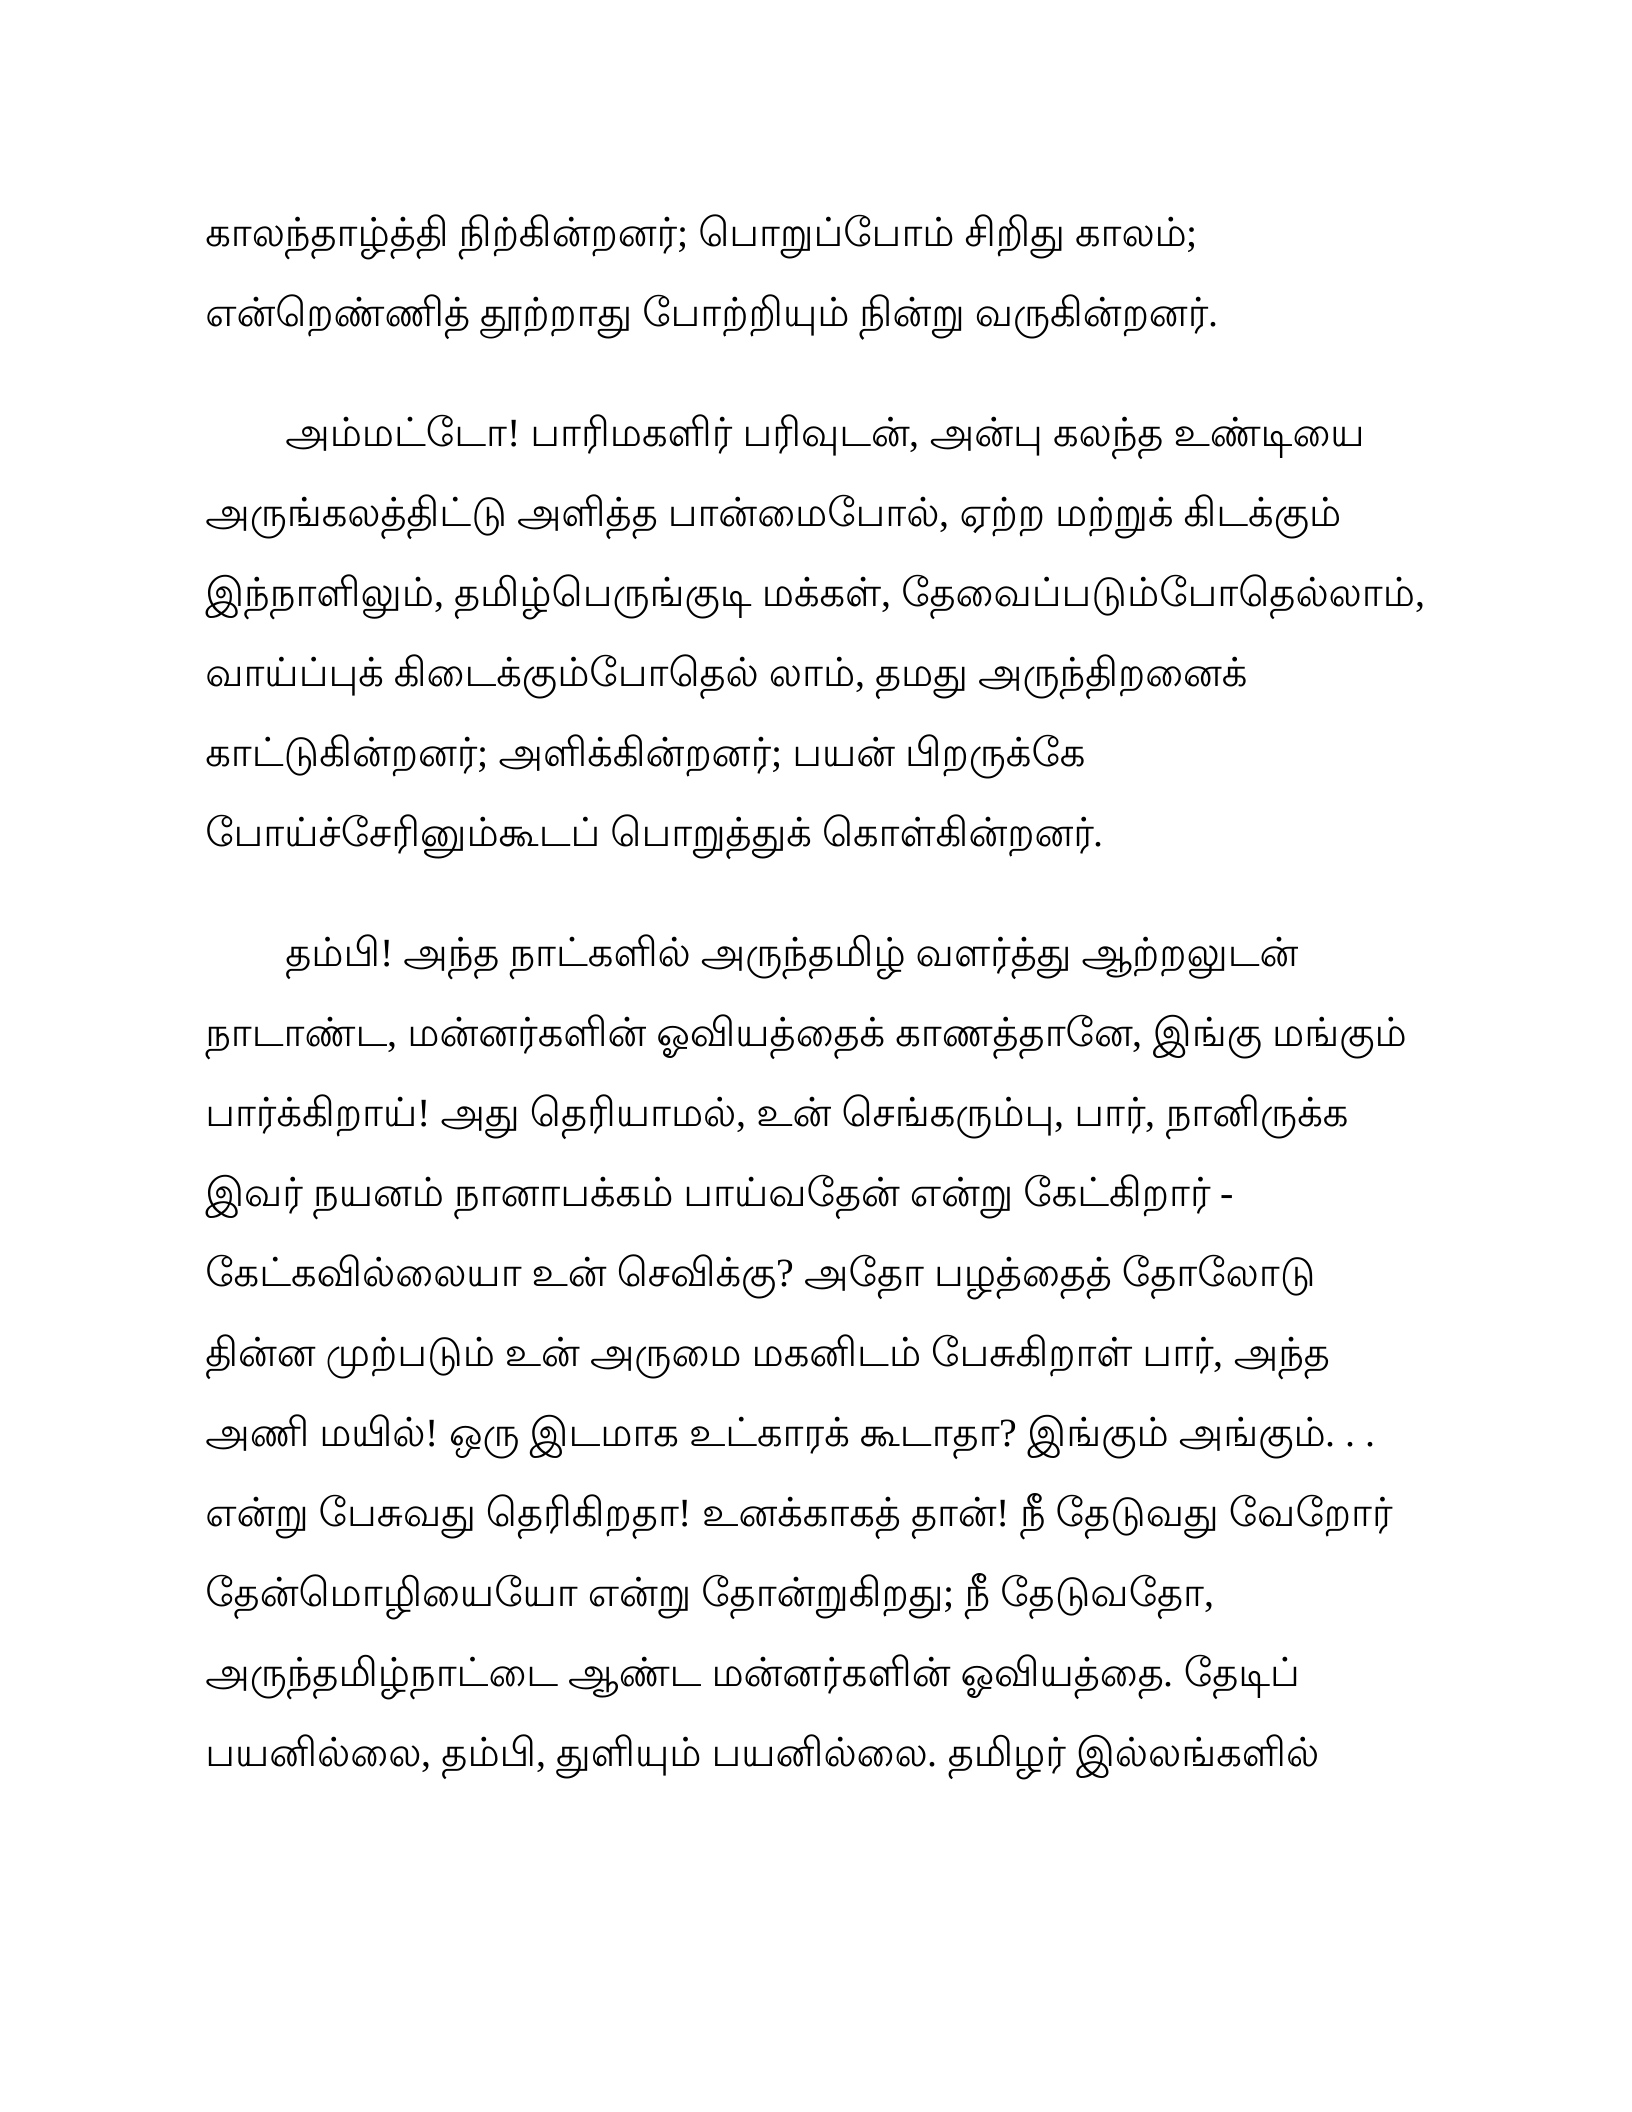 காலந்தாழ்த்தி நிற்கின்றனர்; பொறுப்போம் சிறிது காலம்;
என்றெண்ணித் தூற்றாது போற்றியும் நின்று வருகின்றனர்.
அம்மட்டோ! பாரிமகளிர் பரிவுடன், அன்பு கலந்த உண்டியை
அருங்கலத்திட்டு அளித்த பான்மைபோல், ஏற்ற மற்றுக் கிடக்கும்
இந்நாளிலும், தமிழ்பெருங்குடி மக்கள், தேவைப்படும்போதெல்லாம்,
வாய்ப்புக் கிடைக்கும்போதெல் லாம், தமது அருந்திறனைக்
காட்டுகின்றனர்; அளிக்கின்றனர்; பயன் பிறருக்கே
போய்ச்சேரினும்கூடப் பொறுத்துக் கொள்கின்றனர்.
தம்பி! அந்த நாட்களில் அருந்தமிழ் வளர்த்து ஆற்றலுடன்
நாடாண்ட, மன்னர்களின் ஓவியத்தைக் காணத்தானே, இங்கு மங்கும்
பார்க்கிறாய்! அது தெரியாமல், உன் செங்கரும்பு, பார், நானிருக்க
இவர் நயனம் நானாபக்கம் பாய்வதேன் என்று கேட்கிறார் -
கேட்கவில்லையா உன் செவிக்கு? அதோ பழத்தைத் தோலோடு
தின்ன முற்படும் உன் அருமை மகனிடம் பேசுகிறாள் பார், அந்த
அணி மயில்! ஒரு இடமாக உட்காரக் கூடாதா? இங்கும் அங்கும். . .
என்று பேசுவது தெரிகிறதா! உனக்காகத் தான்! நீ தேடுவது வேறோர்
தேன்மொழியையோ என்று தோன்றுகிறது; நீ தேடுவதோ,
அருந்தமிழ்நாட்டை ஆண்ட மன்னர்களின் ஓவியத்தை. தேடிப்
பயனில்லை, தம்பி, துளியும் பயனில்லை. தமிழர் இல்லங்களில்